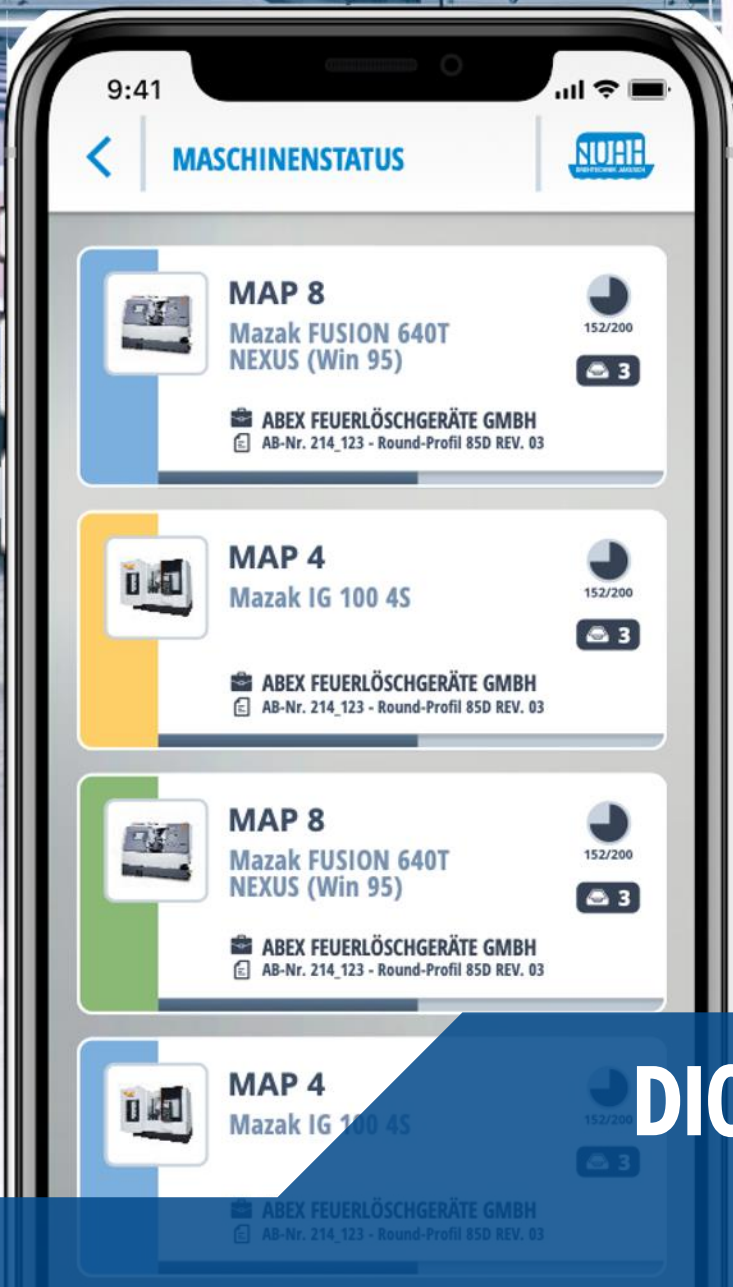 9:41
MASCHINENSTATUS
NOAH
MAP 8
Mazak FUSION 640T
NEXUS (Win 95)
152/200
3
ABEX FEUERLÖSCHGERÄTE GMBH
AB-Nr. 214_123 - Round-Profil 85D REV. 03
MAP 4
Mazak IG 100 4S
152/200
3
ABEX FEUERLÖSCHGERÄTE GMBH
AB-Nr. 214_123 - Round-Profil 85D REV. 03
MAP 8
Mazak FUSION 640T
NEXUS (Win 95)
152/200
3
ABEX FEUERLÖSCHGERÄTE GMBH
AB-Nr. 214_123 - Round-Profil 85D REV. 03
MAP 4
Mazak IG 100 4S
152/200
3
ABEX FEUERLÖSCHGERÄTE GMBH
AB-Nr. 214_123 - Round-Profil 85D REV. 03